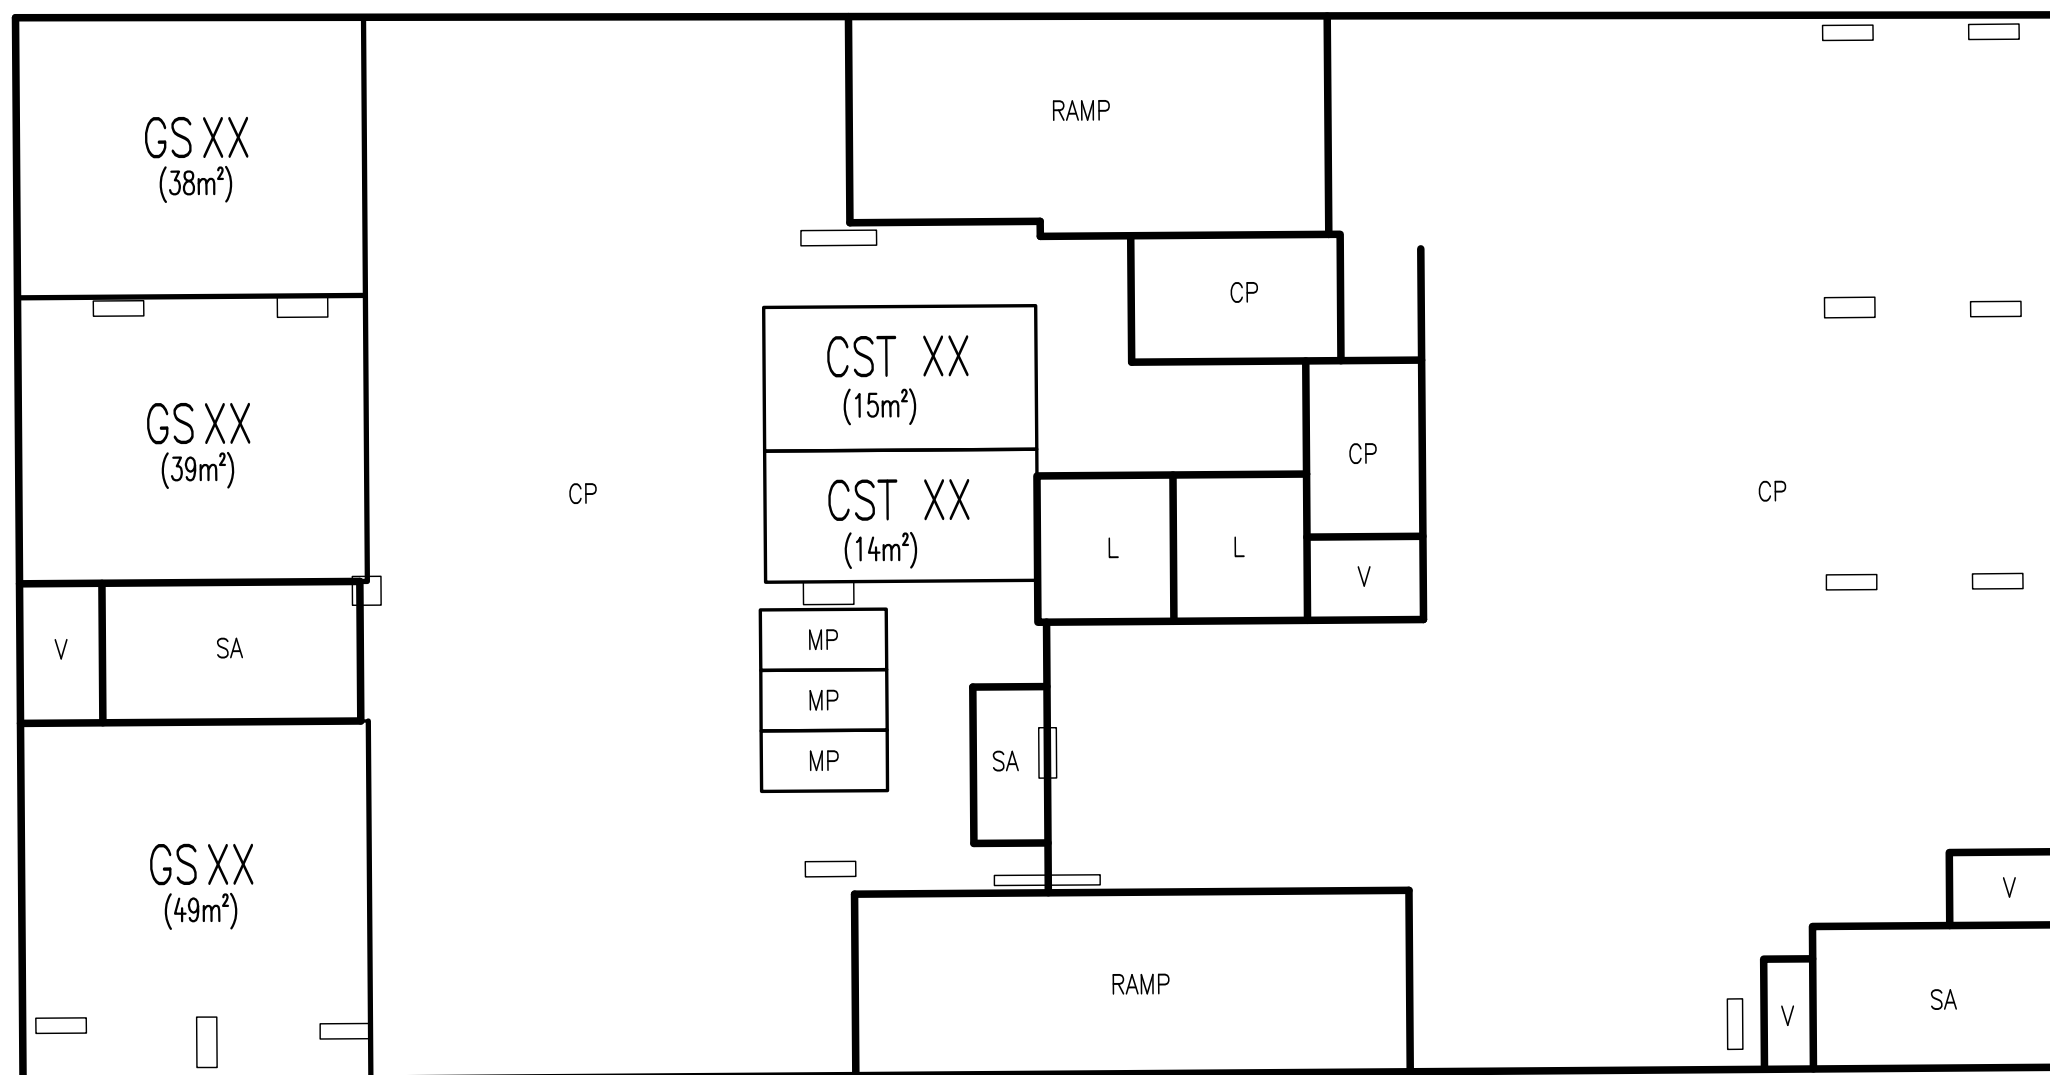 RAMP
GS XX
(38m²)
CP
CST XX
(15m²)
GS XX
(39m²)
CP
CP
CP
CST XX
(14m²)
L
L
V
V
SA
MP
MP
MP
SA
GS XX
(49m²)
V
RAMP
SA
V